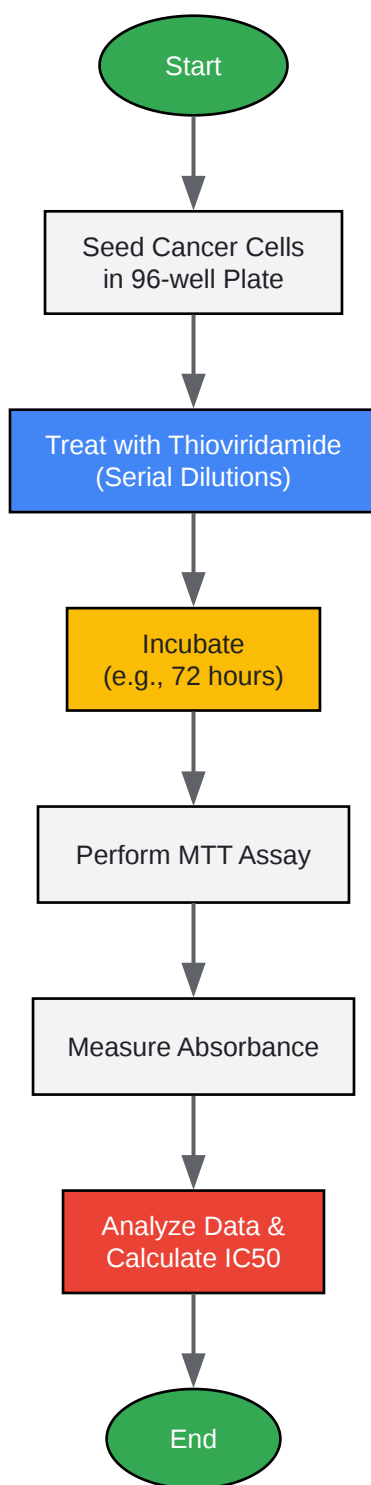 Start
Seed Cancer Cells
in 96-well Plate
Treat with Thioviridamide
(Serial Dilutions)
Incubate
(e.g., 72 hours)
Perform MTT Assay
Measure Absorbance
Analyze Data &
Calculate IC50
End